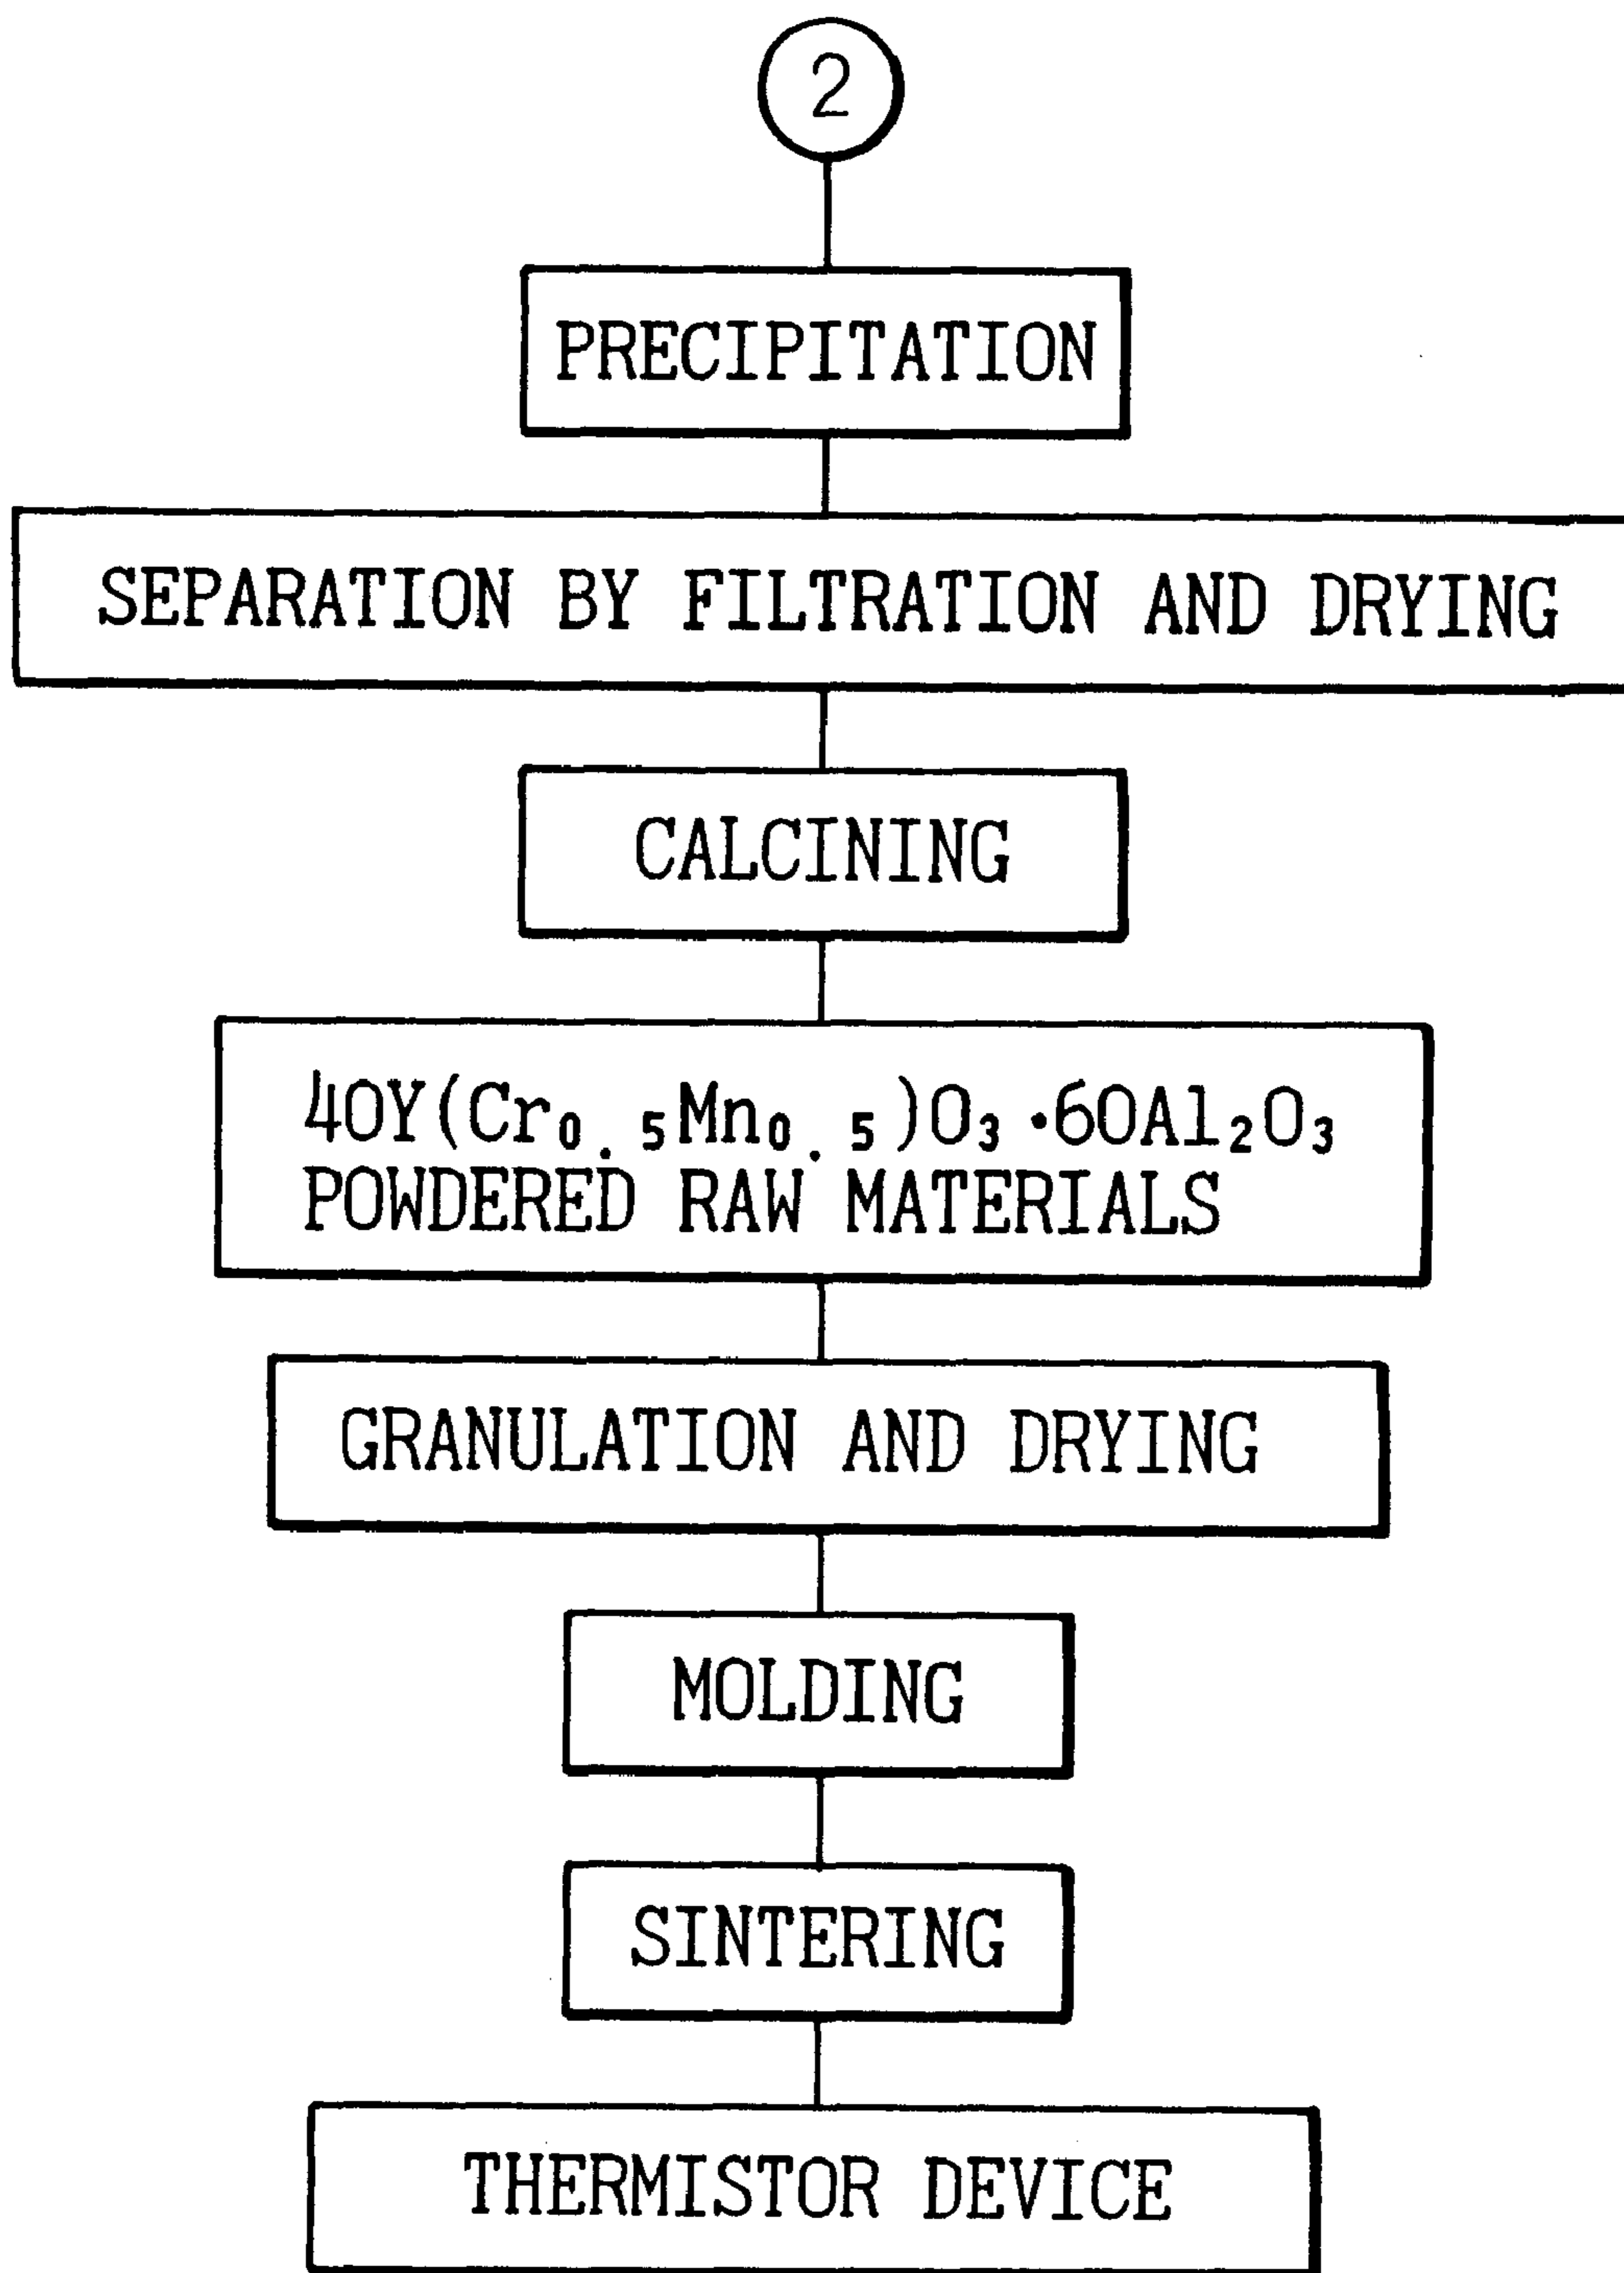 2
PRECIPITATION
SEPARATION BY FILTRATION AND DRYING
CALCINING
40Y(Cr₀.₅Mn₀.₅)O₃·60Al₂O₃
POWDERED RAW MATERIALS
GRANULATION AND DRYING
MOLDING
SINTERING
THERMISTOR DEVICE